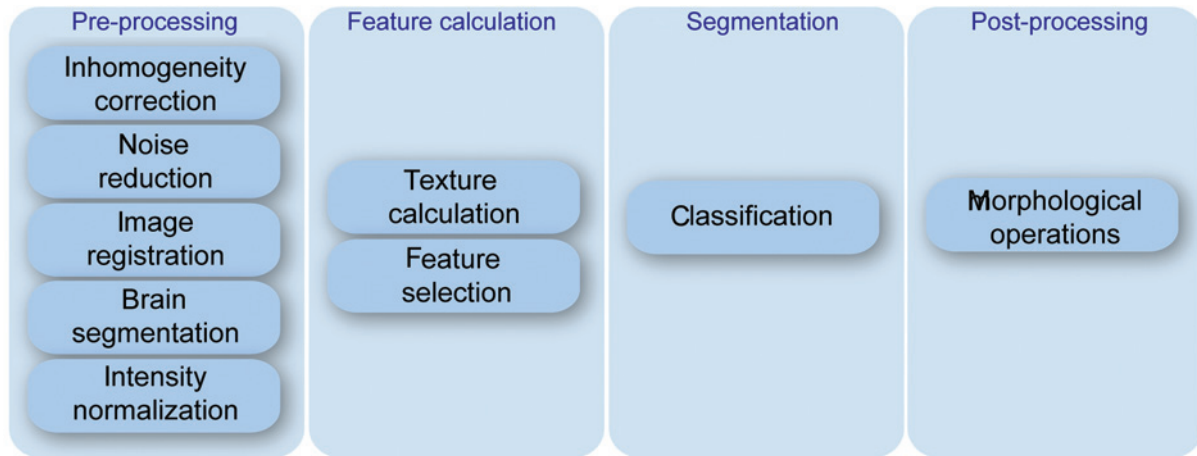 Pre-processing
Inhomogeneity
correction
Noise
reduction
Image
registration
Brain
segmentation
Intensity
normalization
Feature calculation
Texture
calculation
Feature
selection
Segmentation
Classification
Post-processing
Morphological
operations